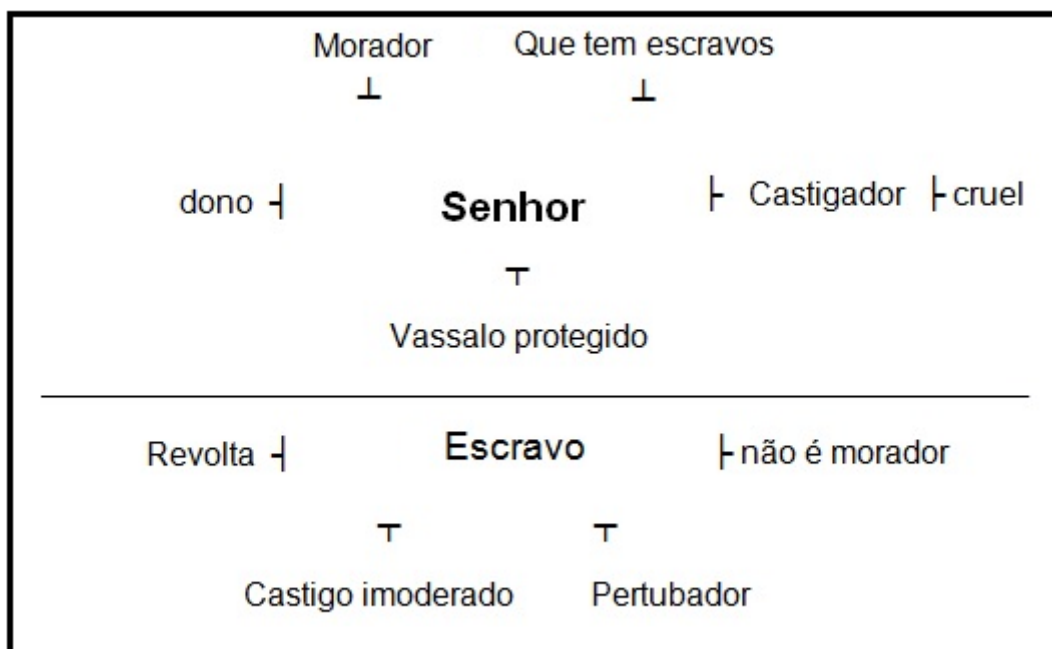 Morador Que tem escravos
⊥ ⊥
dono ┤ Senhor ├ Castigador ├ cruel
┬
Vassalo protegido
Revolta ┤ Escravo ├ não é morador
┬ ┬
Castigo imoderado Pertubador